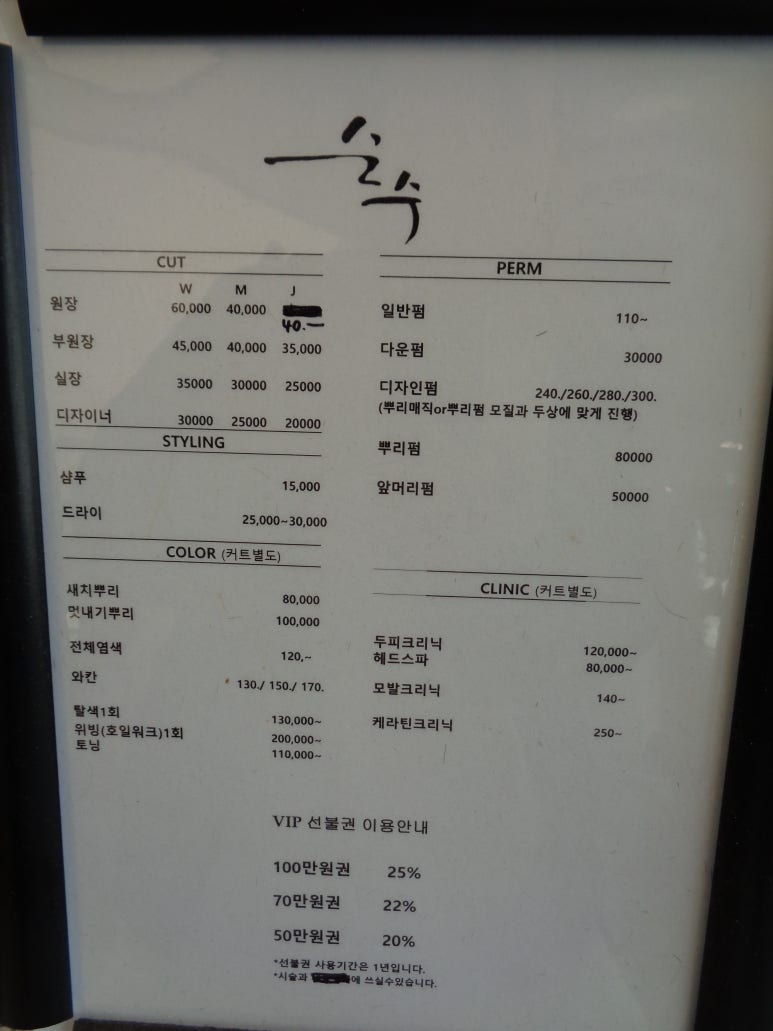 순수
CUT
W M J
원장 60,000 40,000
40.—
부원장 45,000 40,000 35,000
실장 35000 30000 25000
디자이너 30000 25000 20000
STYLING
샴푸 15,000
드라이 25,000~30,000
COLOR (커트별도)
새치뿌리 80,000
멋내기뿌리 100,000
전체염색 120,~
와칸 130./ 150./ 170.
탈색1회 130,000~
위빙(호일워크)1회 200,000~
토닝 110,000~
PERM
일반펌 110~
다운펌 30000
디자인펌 240./260./280./300.
(뿌리매직or뿌리펌 모질과 두상에 맞게 진행)
뿌리펌 80000
앞머리펌 50000
CLINIC (커트별도)
두피크리닉 120,000~
헤드스파 80,000~
모발크리닉 140~
케라틴크리닉 250~
VIP 선불권 이용안내
100만원권 25%
70만원권 22%
50만원권 20%
*선불권 사용기간은 1년입니다.
*시술과 에 쓰실수있습니다.